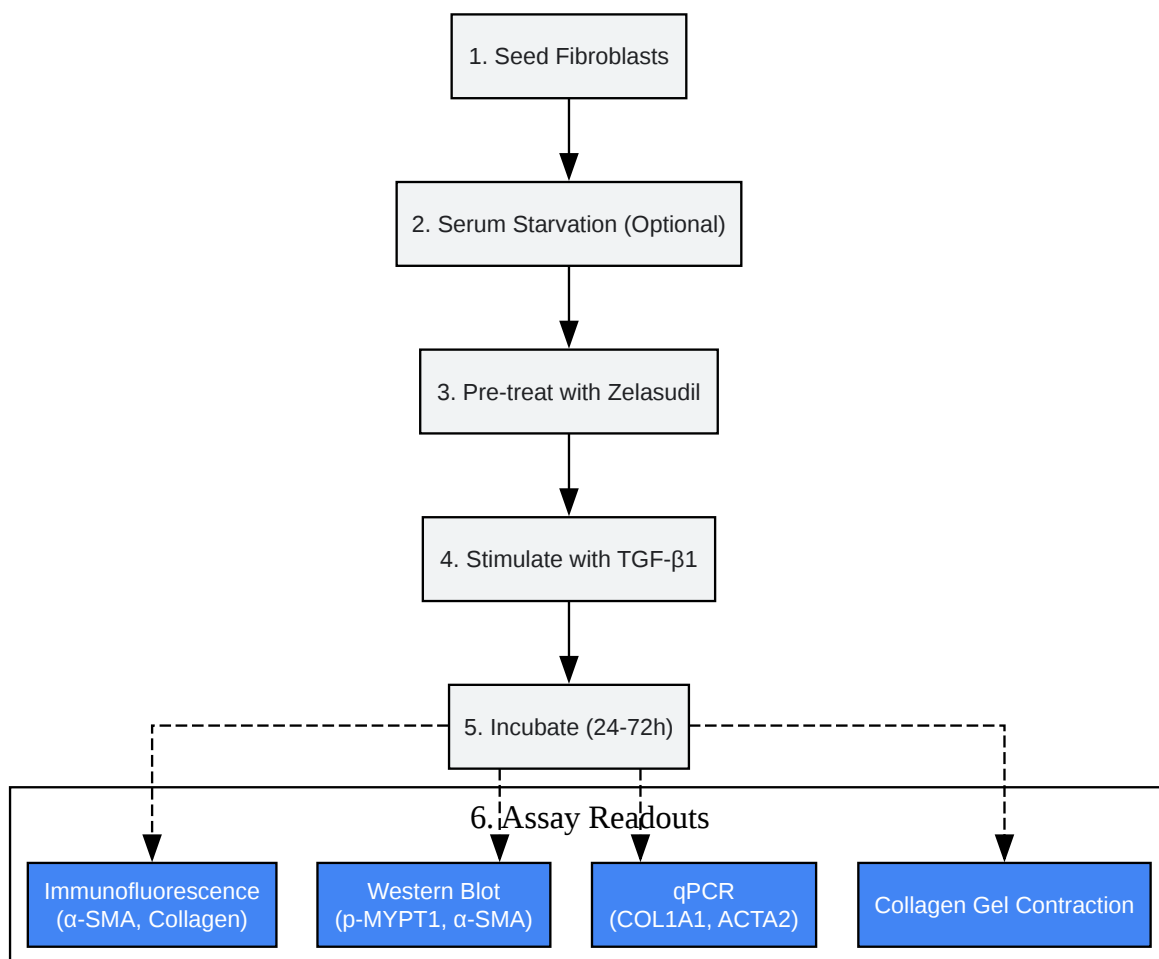 1. Seed Fibroblasts
2. Serum Starvation (Optional)
3. Pre-treat with Zelasudil
4. Stimulate with TGF-β1
5. Incubate (24-72h)
6. Assay Readouts
Immunofluorescence
(α-SMA, Collagen)
Western Blot
(p-MYPT1, α-SMA)
qPCR
(COL1A1, ACTA2)
Collagen Gel Contraction